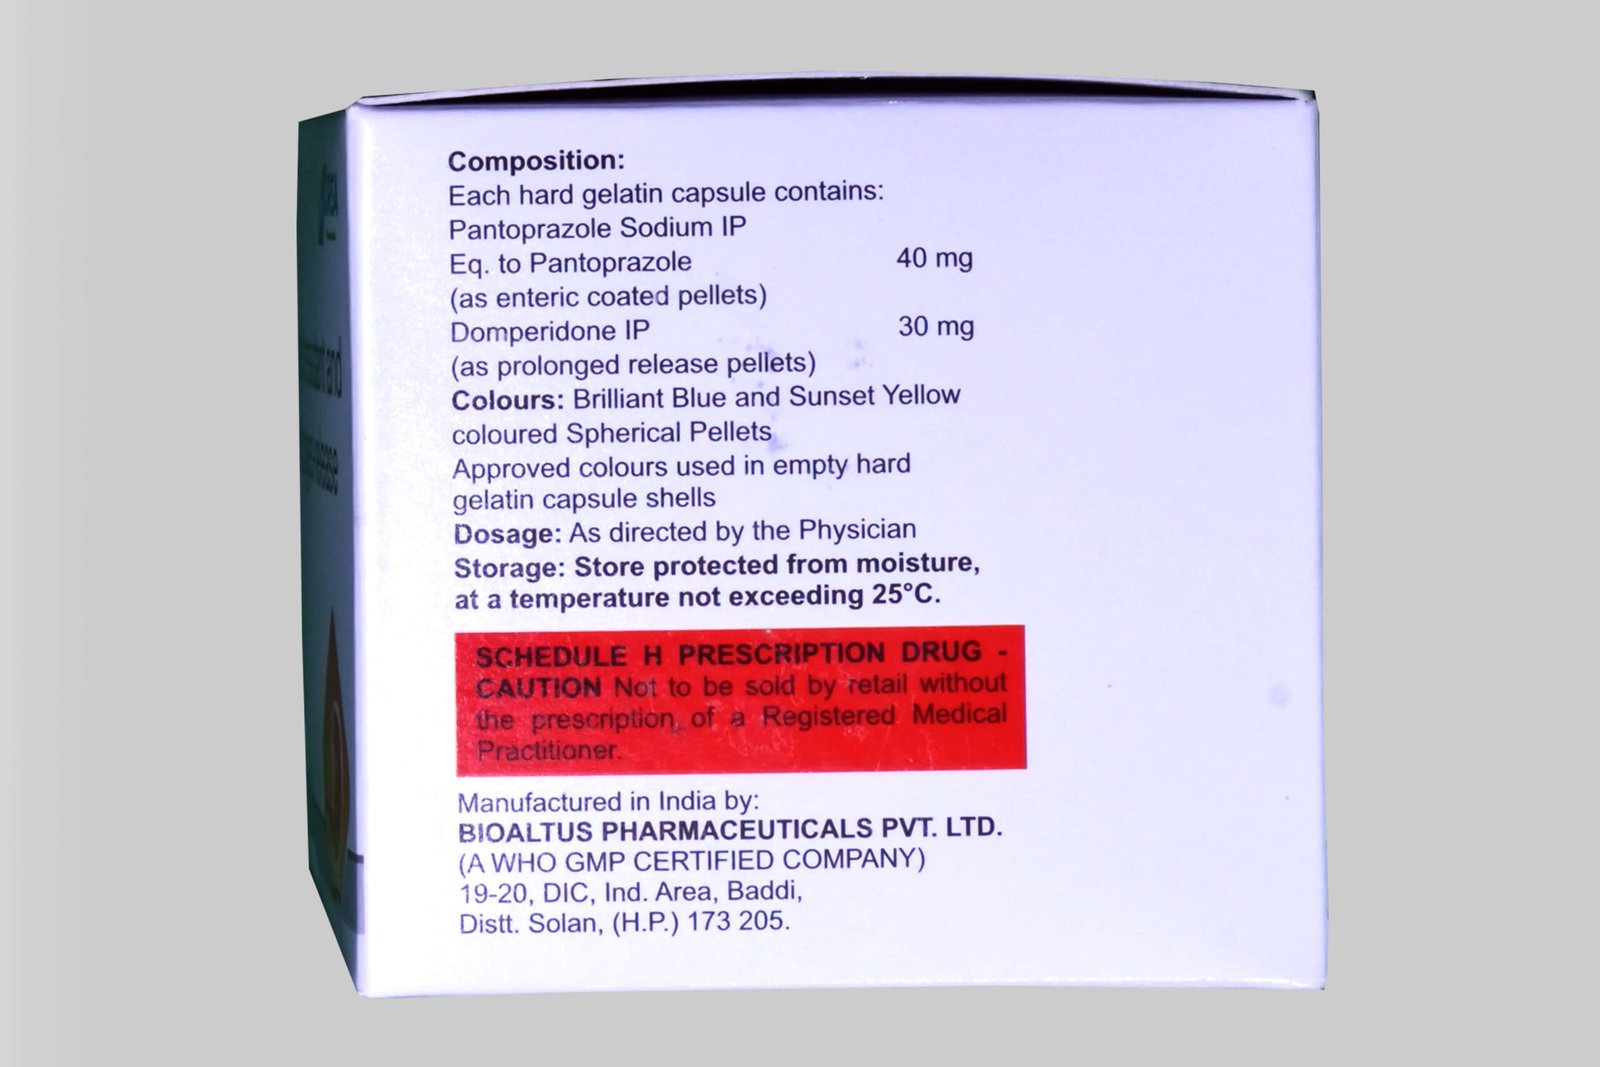 Composition:
Each hard gelatin capsule contains:
Pantoprazole Sodium IP
Eq. to Pantoprazole 40 mg
(as enteric coated pellets)
Domperidone IP 30 mg
(as prolonged release pellets)
Colours: Brilliant Blue and Sunset Yellow
coloured Spherical Pellets
Approved colours used in empty hard
gelatin capsule shells
Dosage: As directed by the Physician
Storage: Store protected from moisture,
at a temperature not exceeding 25°C.
SCHEDULE H PRESCRIPTION DRUG -
CAUTION Not to be sold by retail without
the prescription of a Registered Medical
Practitioner.
Manufactured in India by:
BIOALTUS PHARMACEUTICALS PVT. LTD.
(A WHO GMP CERTIFIED COMPANY)
19-20, DIC, Ind. Area, Baddi,
Distt. Solan, (H.P.) 173 205.
and